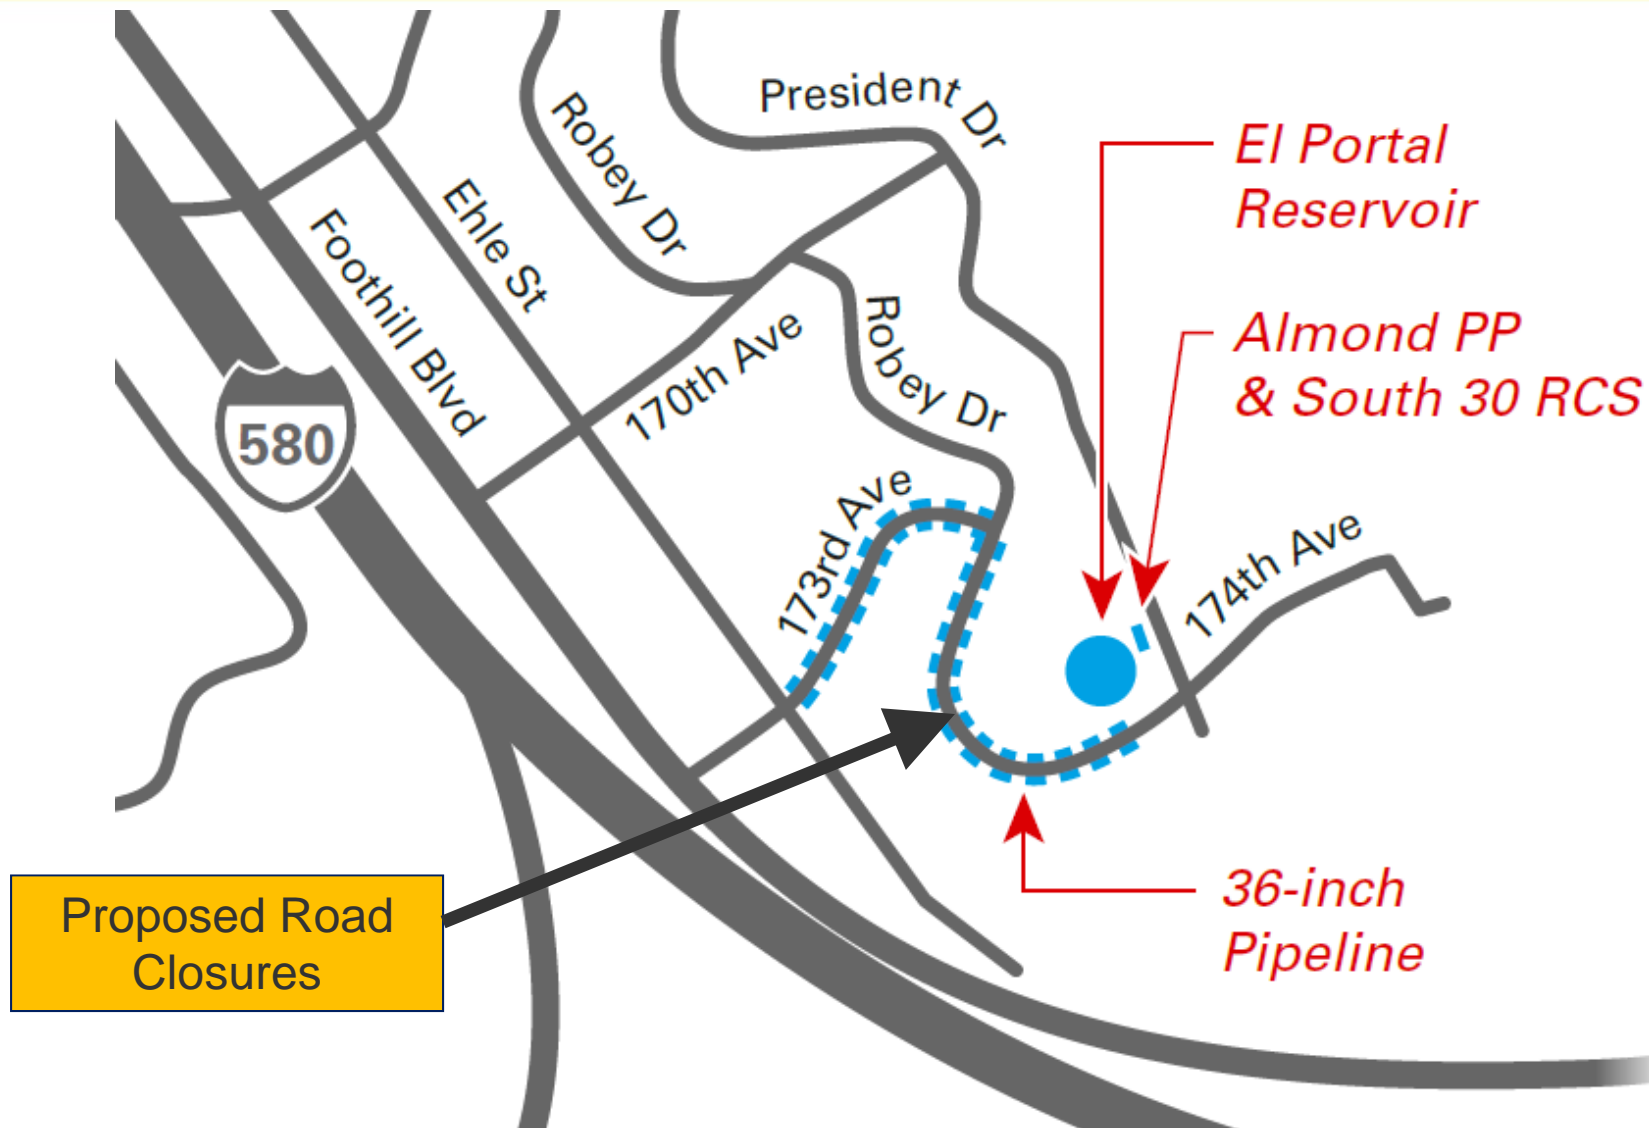 President Dr
Robey Dr
Ehle St
Foothill Blvd
170th Ave
Robey Dr
173rd Ave
174th Ave
580
El Portal
Reservoir
Almond PP
& South 30 RCS
36-inch
Pipeline
Proposed Road
Closures